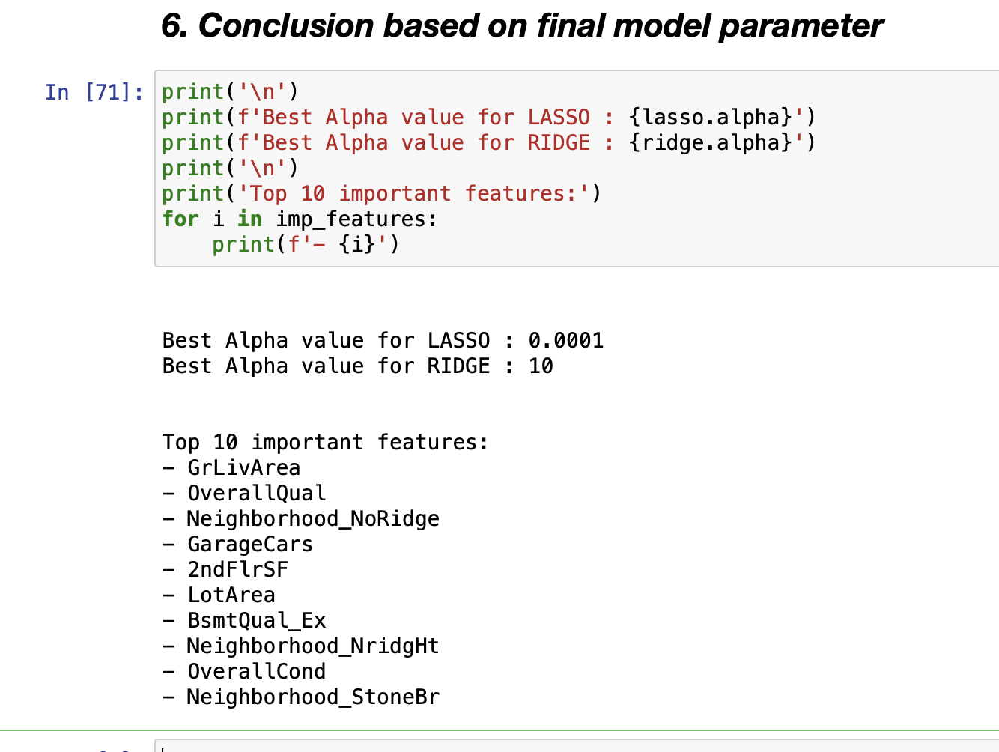 6. Conclusion based on final model parameter
In [71]:
print('\n')
print(f'Best Alpha value for LASSO : {lasso.alpha}')
print(f'Best Alpha value for RIDGE : {ridge.alpha}')
print('\n')
print('Top 10 important features:')
for i in imp_features:
    print(f'- {i}')
Best Alpha value for LASSO : 0.0001
Best Alpha value for RIDGE : 10
Top 10 important features:
- GrLivArea
- OverallQual
- Neighborhood_NoRidge
- GarageCars
- 2ndFlrSF
- LotArea
- BsmtQual_Ex
- Neighborhood_NridgHt
- OverallCond
- Neighborhood_StoneBr